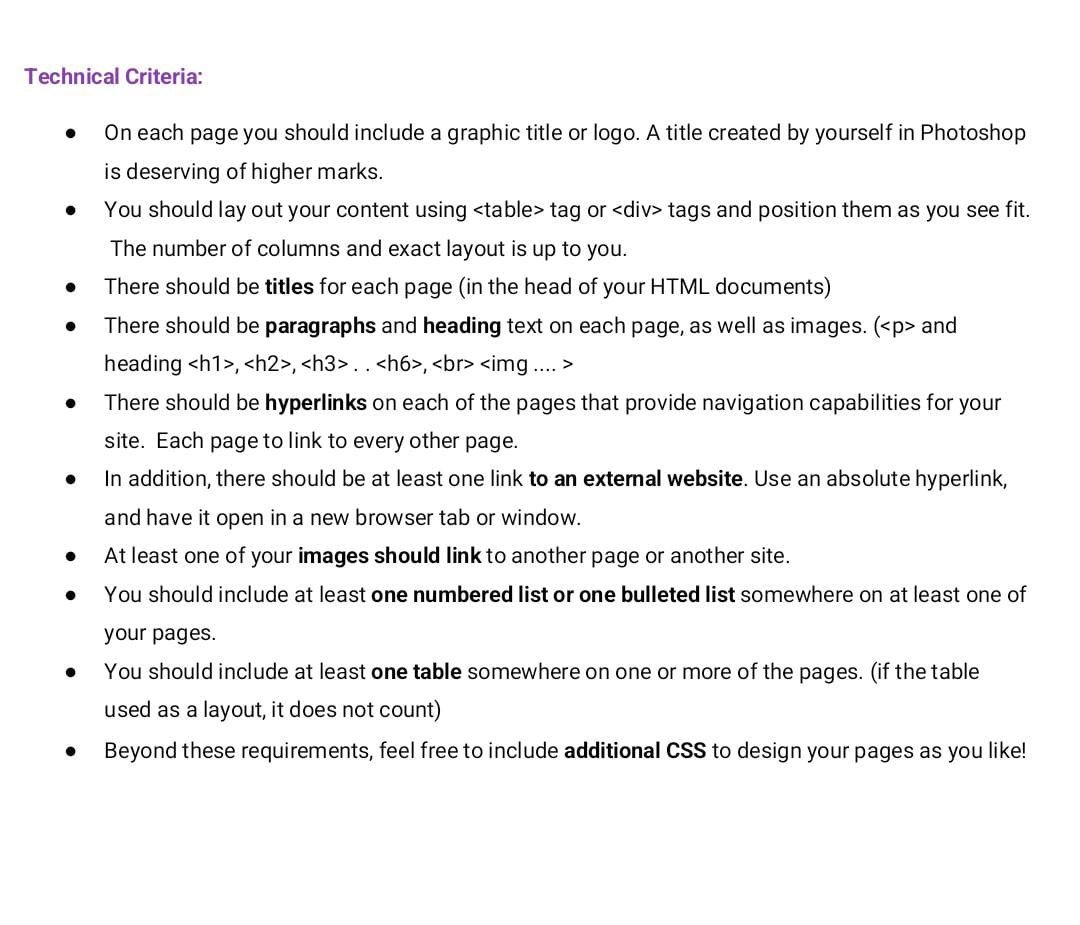 Technical Criteria:
● On each page you should include a graphic title or logo. A title created by yourself in Photoshop
is deserving of higher marks.
● You should lay out your content using <table> tag or <div> tags and position them as you see fit.
The number of columns and exact layout is up to you.
● There should be titles for each page (in the head of your HTML documents)
● There should be paragraphs and heading text on each page, as well as images. (<p> and
heading <h1>, <h2>, <h3> . . <h6>, <br> <img .... >
● There should be hyperlinks on each of the pages that provide navigation capabilities for your
site.  Each page to link to every other page.
● In addition, there should be at least one link to an external website. Use an absolute hyperlink,
and have it open in a new browser tab or window.
● At least one of your images should link to another page or another site.
● You should include at least one numbered list or one bulleted list somewhere on at least one of
your pages.
● You should include at least one table somewhere on one or more of the pages. (if the table
used as a layout, it does not count)
● Beyond these requirements, feel free to include additional CSS to design your pages as you like!